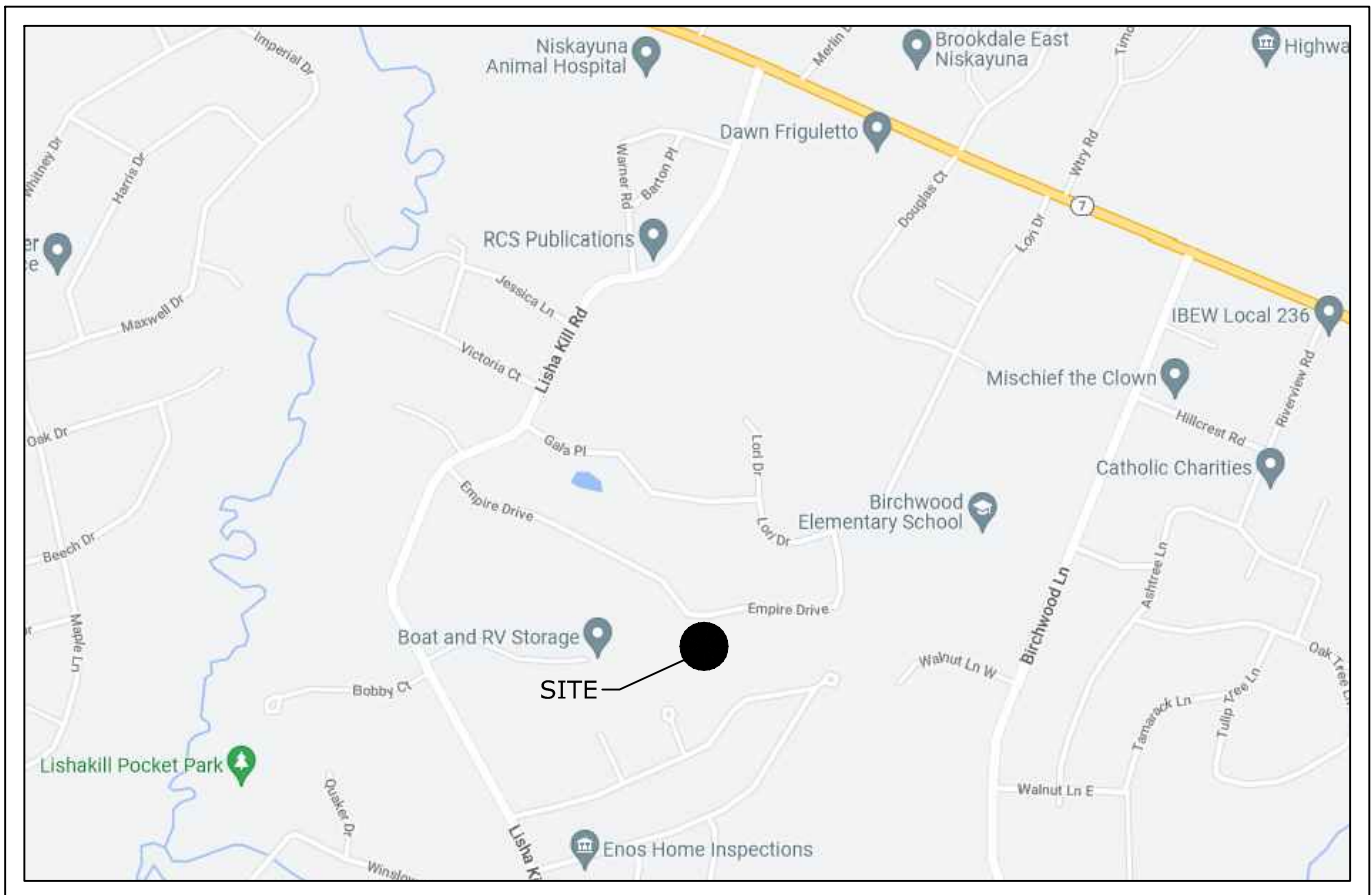 Imperial Dr
Niskayuna
Animal Hospital
Merlin D
Brookdale East
Niskayuna
Timo
Highwa
Whitney Dr
Harris Dr
Dawn Friguletto
Warner Rd
Barton Pl
Wtry Rd
Douglas Ct
7
er
ce
RCS Publications
Lori Dr
Jessica Ln
Maxwell Dr
IBEW Local 236
Victoria Ct
Lisha Kill Rd
Mischief the Clown
Riverview Rd
Hillcrest Rd
Oak Dr
Gafa Pl
Lori Dr
Catholic Charities
Empire Drive
Birchwood
Elementary School
Lori Dr
Beech Dr
Ashtree Ln
Empire Drive
Boat and RV Storage
Maple Ln
Birchwood Ln
Walnut Ln W
Oak Tree Ln
SITE
Bobby Ct
Tamarack Ln
Tulip Tree Ln
Lishakill Pocket Park
Quaker Dr
Walnut Ln E
Lisha Ki
Enos Home Inspections
Winslow